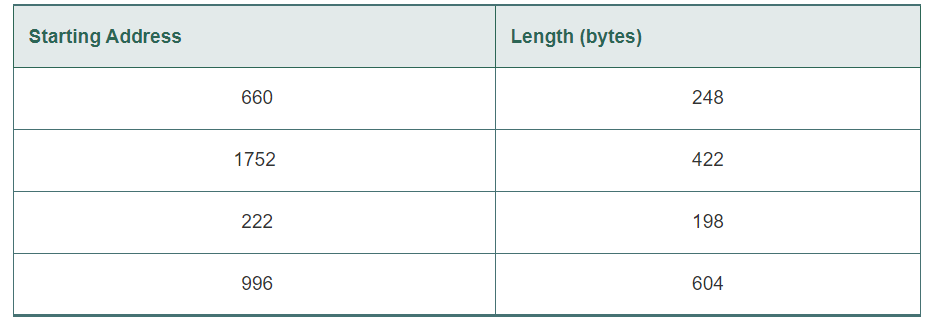 Starting Address Length (bytes)
660 248
1752 422
222 198
996 604